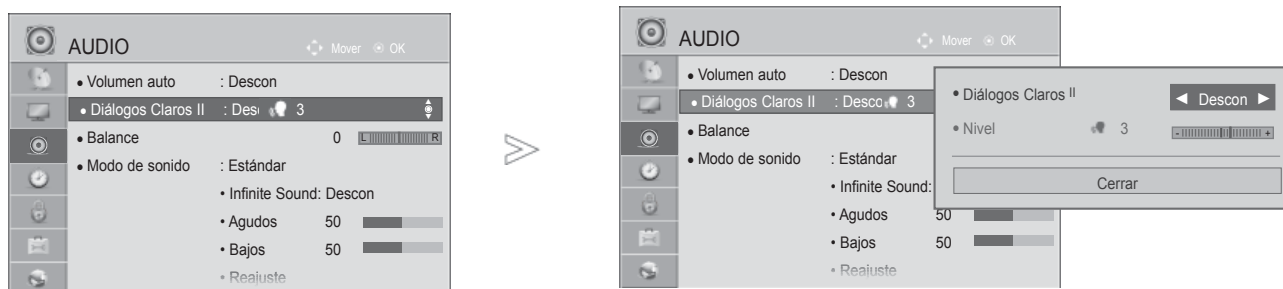 AUDIO Mover OK
• Volumen auto : Descon
• Diálogos Claros II : Des 3
• Balance 0 L R
• Modo de sonido : Estándar
• Infinite Sound: Descon
• Agudos 50
• Bajos 50
• Reajuste
AUDIO Mover OK
• Volumen auto : Descon
• Diálogos Claros II : Desco 3
• Balance
• Modo de sonido : Estándar
• Infinite Sound:
• Agudos 50
• Bajos 50
• Reajuste
• Diálogos Claros II ◄ Descon ►
• Nivel 3 - +
Cerrar